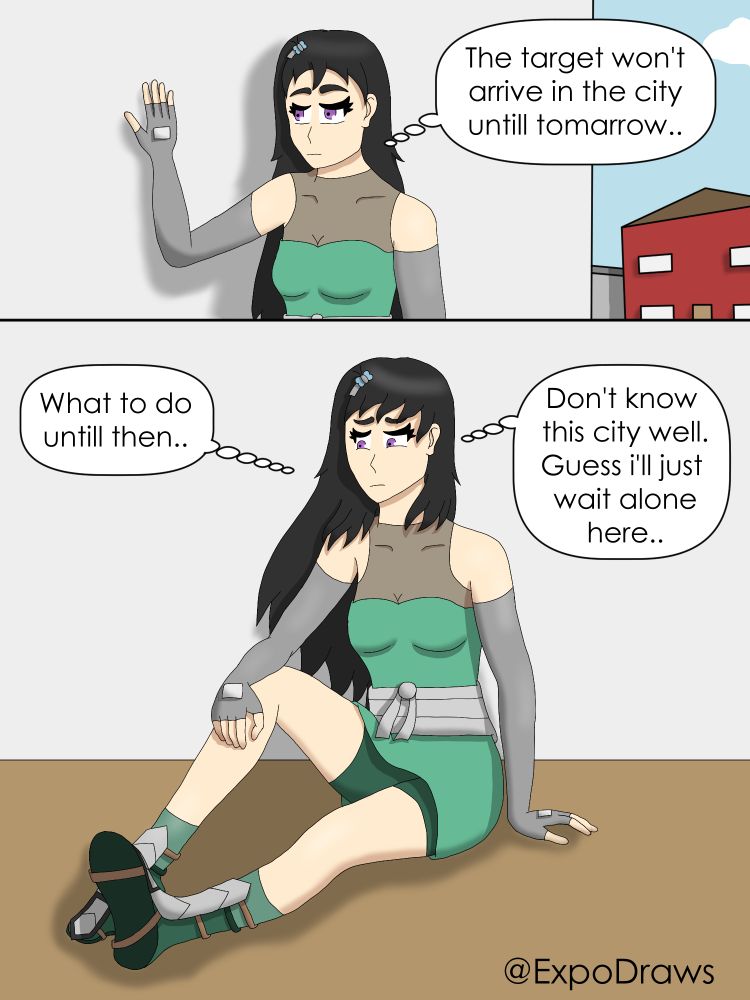 The target won't
arrive in the city
untill tomarrow..
What to do
untill then..
Don't know
this city well.
Guess i'll just
wait alone
here..
@ExpoDraws